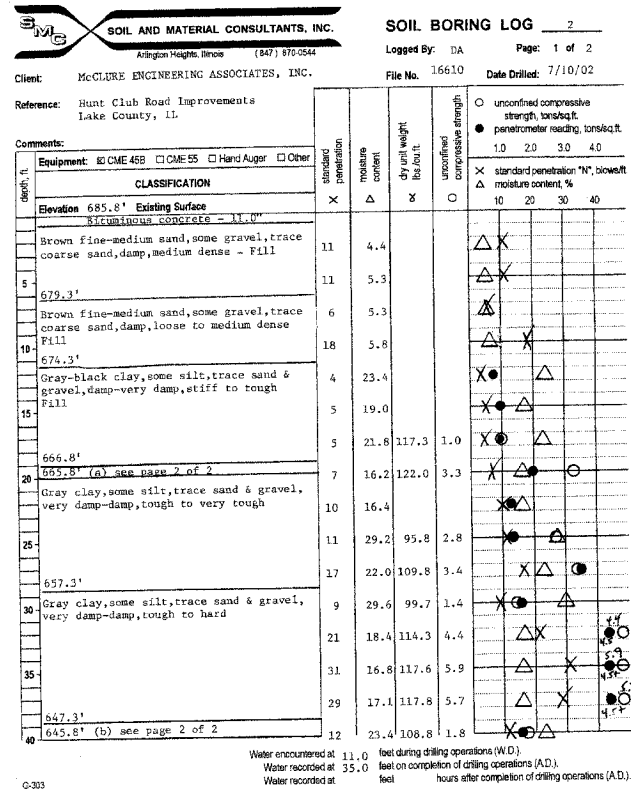 SMC
SOIL AND MATERIAL CONSULTANTS, INC.
Arlington Heights, Illinois (847) 870-0544
SOIL BORING LOG 2
Logged By: DA Page: 1 of 2
Client: McCLURE ENGINEERING ASSOCIATES, INC.
File No. 16610 Date Drilled: 7/10/02
Reference: Hunt Club Road Improvements
Lake County, IL
Comments:
Equipment: ☒ CME 45B ☐ CME 55 ☐ Hand Auger ☐ Other
depth, ft.
CLASSIFICATION
Elevation 685.8' Existing Surface
standard penetration X
moisture content △
dry unit weight lbs./cu.ft. γ
unconfined compressive strength ○
○ unconfined compressive
strength, tons/sq.ft.
● penetrometer reading, tons/sq.ft.
1.0 2.0 3.0 4.0
X standard penetration "N", blows/ft
△ moisture content, %
10 20 30 40
Bituminous concrete - 11.0"
Brown fine-medium sand,some gravel,trace
coarse sand,damp,medium dense - Fill
11 4.4
11 5.3
5
679.3'
Brown fine-medium sand,some gravel,trace
coarse sand,damp,loose to medium dense
Fill
6 5.3
18 5.8
10
674.3'
Gray-black clay,some silt,trace sand &
gravel,damp-very damp,stiff to tough
Fill
4 23.4
5 19.0
15
5 21.8 117.3 1.0
666.8'
665.8' (a) see page 2 of 2
7 16.2 122.0 3.3
20
Gray clay,some silt,trace sand & gravel,
very damp-damp,tough to very tough
10 16.4
11 29.2 95.8 2.8
25
17 22.0 109.8 3.4
657.3'
Gray clay,some silt,trace sand & gravel,
very damp-damp,tough to hard
9 29.6 99.7 1.4
30
21 18.4 114.3 4.4
4.4
4.5
31 16.8 117.6 5.9
5.9
4.5+
35
29 17.1 117.8 5.7
4.5+
647.3'
645.8' (b) see page 2 of 2
12 23.4 108.8 1.8
40
Water encountered at 11.0 feet during drilling operations (W.D.).
Water recorded at 35.0 feet on completion of drilling operations (A.D.).
Water recorded at feet hours after completion of drilling operations (A.D.).
G-303